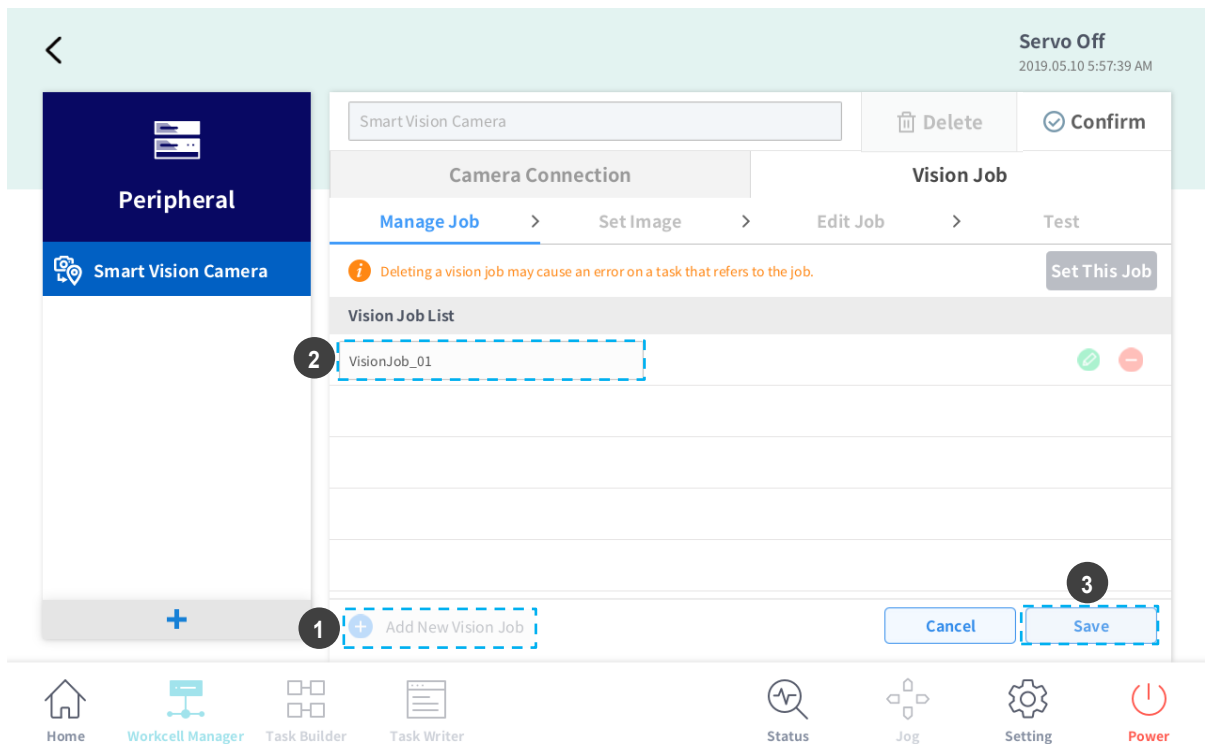 Servo Off
2019.05.10 5:57:39 AM
Peripheral
Smart Vision Camera
Smart Vision Camera
Delete
Confirm
Camera Connection
Vision Job
Manage Job > Set Image > Edit Job > Test
i Deleting a vision job may cause an error on a task that refers to the job.
Set This Job
Vision Job List
2
VisionJob_01
3
1
Add New Vision Job
Cancel
Save
Home
Workcell Manager
Task Builder
Task Writer
Status
Jog
Setting
Power